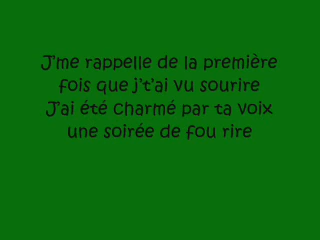 J'me rappelle de la première
fois que j't'ai vu sourire
J'ai été charmé par ta voix
une soirée de fou rire